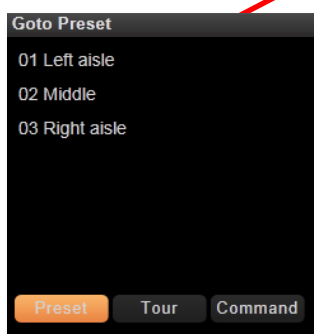 Goto Preset
01 Left aisle
02 Middle
03 Right aisle
Preset Tour Command